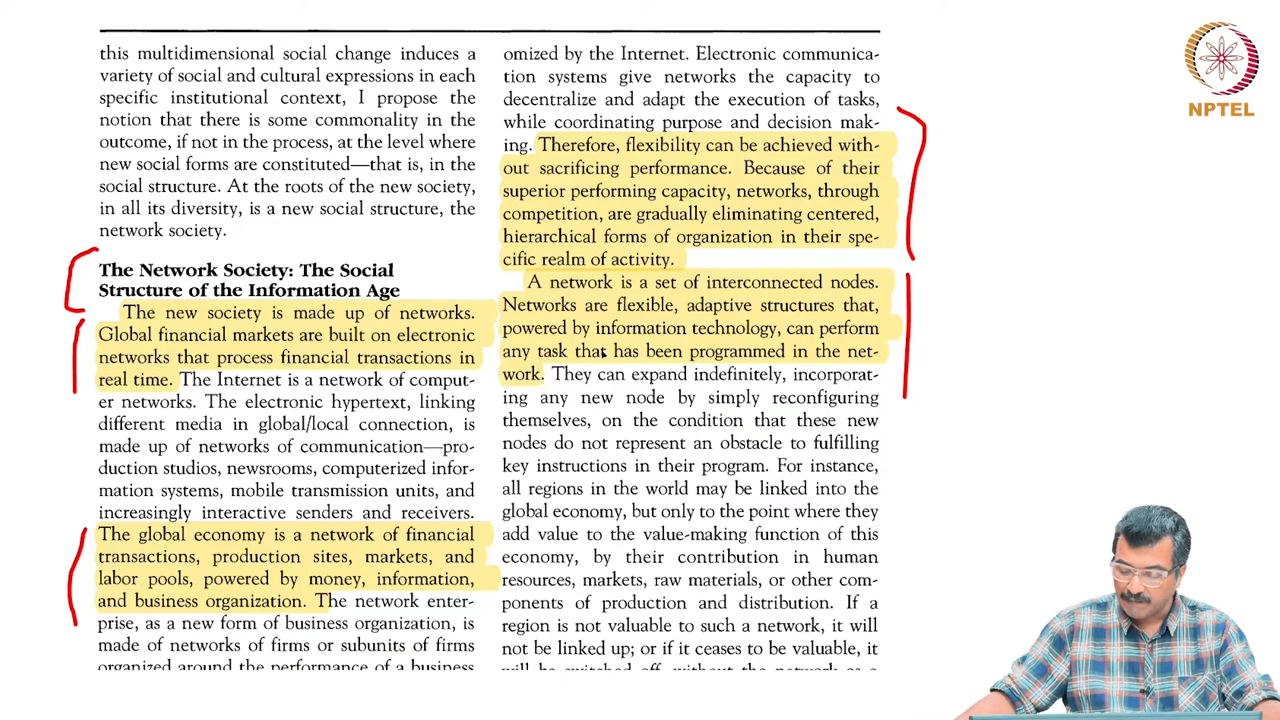 this multidimensional social change induces a
variety of social and cultural expressions in each
specific institutional context, I propose the
notion that there is some commonality in the
outcome, if not in the process, at the level where
new social forms are constituted—that is, in the
social structure. At the roots of the new society,
in all its diversity, is a new social structure, the
network society.
The Network Society: The Social
Structure of the Information Age
The new society is made up of networks.
Global financial markets are built on electronic
networks that process financial transactions in
real time. The Internet is a network of comput-
er networks. The electronic hypertext, linking
different media in global/local connection, is
made up of networks of communication—pro-
duction studios, newsrooms, computerized infor-
mation systems, mobile transmission units, and
increasingly interactive senders and receivers.
The global economy is a network of financial
transactions, production sites, markets, and
labor pools, powered by money, information,
and business organization. The network enter-
prise, as a new form of business organization, is
made of networks of firms or subunits of firms
organized around the performance of a business
omized by the Internet. Electronic communica-
tion systems give networks the capacity to
decentralize and adapt the execution of tasks,
while coordinating purpose and decision mak-
ing. Therefore, flexibility can be achieved with-
out sacrificing performance. Because of their
superior performing capacity, networks, through
competition, are gradually eliminating centered,
hierarchical forms of organization in their spe-
cific realm of activity.
A network is a set of interconnected nodes.
Networks are flexible, adaptive structures that,
powered by information technology, can perform
any task that has been programmed in the net-
work. They can expand indefinitely, incorporat-
ing any new node by simply reconfiguring
themselves, on the condition that these new
nodes do not represent an obstacle to fulfilling
key instructions in their program. For instance,
all regions in the world may be linked into the
global economy, but only to the point where they
add value to the value-making function of this
economy, by their contribution in human
resources, markets, raw materials, or other com-
ponents of production and distribution. If a
region is not valuable to such a network, it will
not be linked up; or if it ceases to be valuable, it
will be switched off, without the network as a
NPTEL